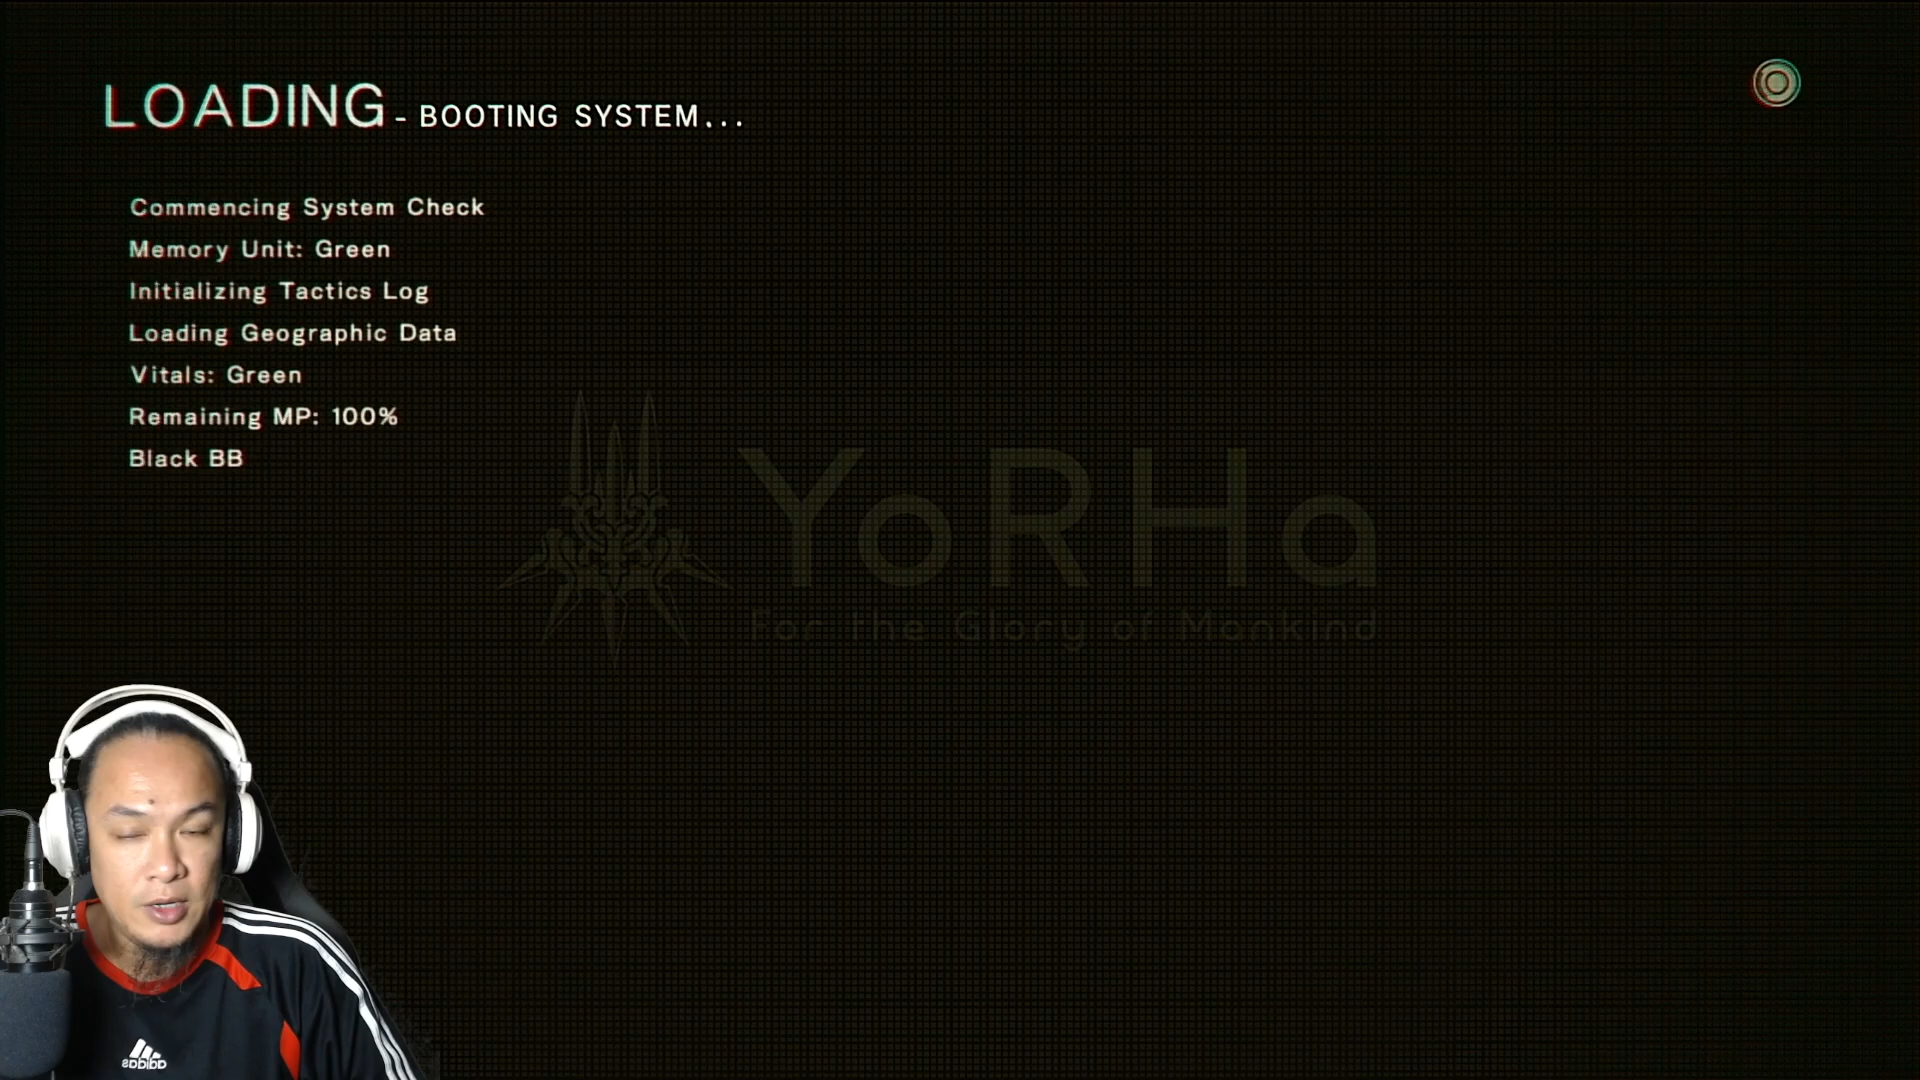 LOADING - BOOTING SYSTEM...
Commencing System Check
Memory Unit: Green
Initializing Tactics Log
Loading Geographic Data
Vitals: Green
Remaining MP: 100%
Black BB
YoRHa
For the Glory of Mankind
adidas